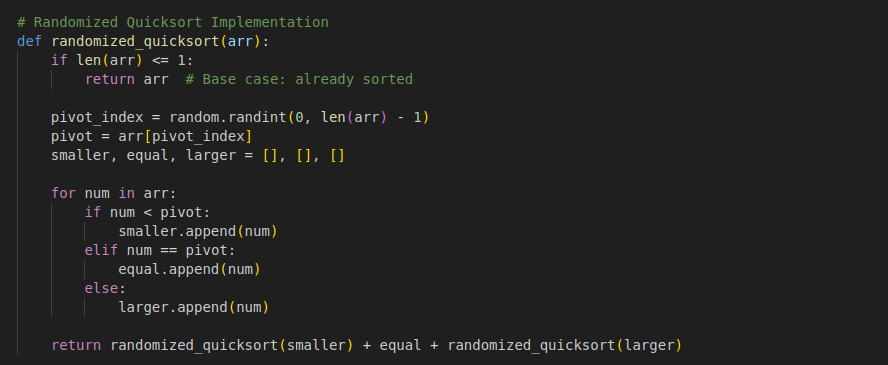 # Randomized Quicksort Implementation
def randomized_quicksort(arr):
    if len(arr) <= 1:
        return arr  # Base case: already sorted

    pivot_index = random.randint(0, len(arr) - 1)
    pivot = arr[pivot_index]
    smaller, equal, larger = [], [], []

    for num in arr:
        if num < pivot:
            smaller.append(num)
        elif num == pivot:
            equal.append(num)
        else:
            larger.append(num)

    return randomized_quicksort(smaller) + equal + randomized_quicksort(larger)